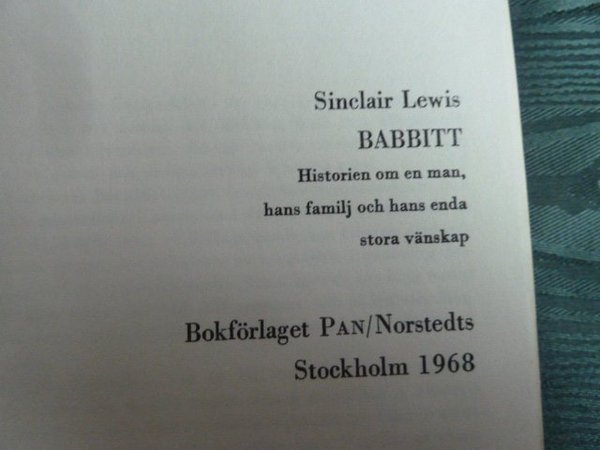 Sinclair Lewis
BABBITT
Historien om en man,
hans familj och hans enda
stora vänskap
Bokförlaget PAN/Norstedts
Stockholm 1968